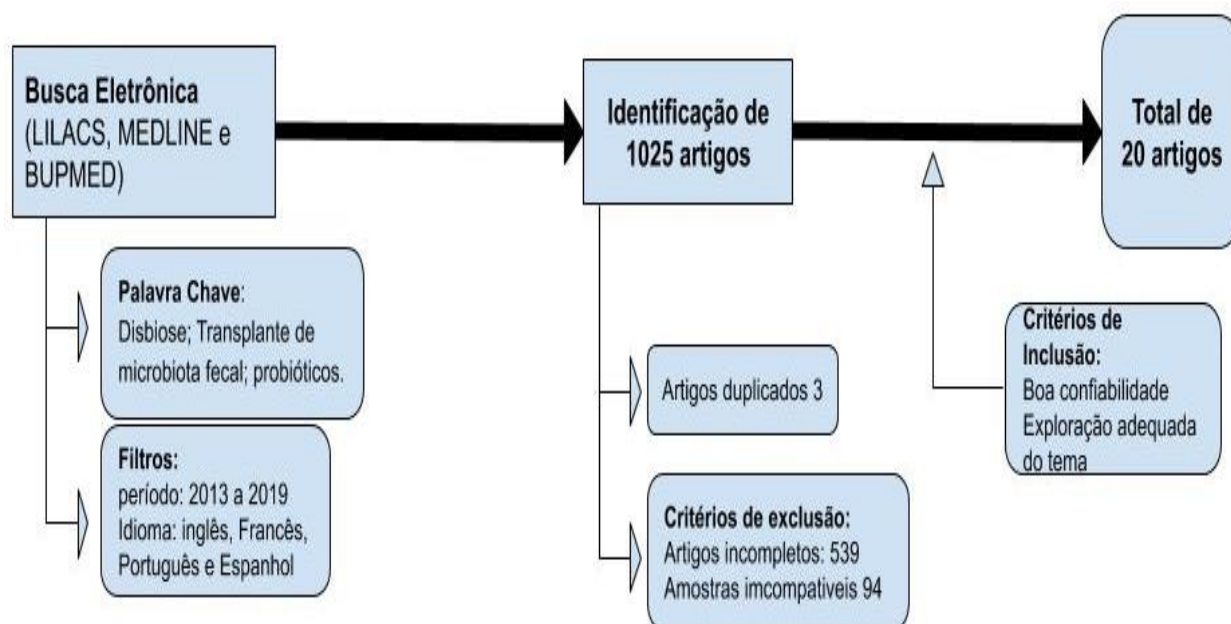 Busca Eletrônica
(LILACS, MEDLINE e
BUPMED)
Identificação de
1025 artigos
Total de
20 artigos
Palavra Chave:
Disbiose; Transplante de
microbiota fecal; probióticos.
Filtros:
período: 2013 a 2019
Idioma: inglês, Francês,
Português e Espanhol
Artigos duplicados 3
Critérios de exclusão:
Artigos incompletos: 539
Amostras imcompativeis 94
Critérios de
Inclusão:
Boa confiabilidade
Exploração adequada
do tema